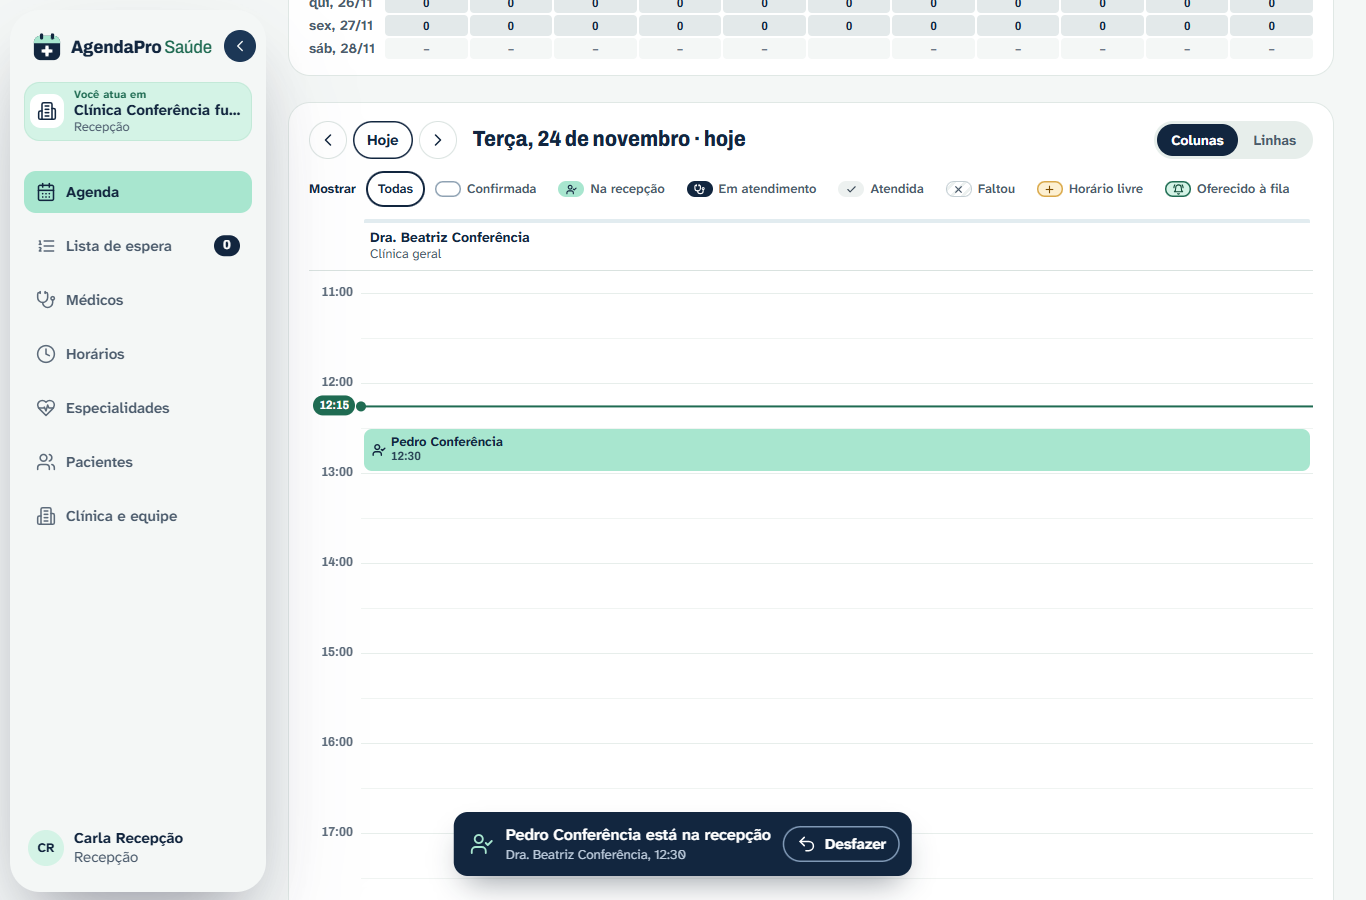 AgendaPro Saúde
Você atua em
Clínica Conferência fu...
Recepção
Agenda
Lista de espera 0
Médicos
Horários
Especialidades
Pacientes
Clínica e equipe
CR
Carla Recepção
Recepção
qui, 26/11 0 0 0 0 0 0 0 0 0 0 0
sex, 27/11 0 0 0 0 0 0 0 0 0 0 0
sáb, 28/11 – – – – – – – – – –
Hoje
Terça, 24 de novembro · hoje
Colunas Linhas
Mostrar Todas Confirmada Na recepção Em atendimento Atendida Faltou Horário livre Oferecido à fila
Dra. Beatriz Conferência
Clínica geral
11:00
12:00
12:15
Pedro Conferência
12:30
13:00
14:00
15:00
16:00
17:00
Pedro Conferência está na recepção
Dra. Beatriz Conferência, 12:30
Desfazer